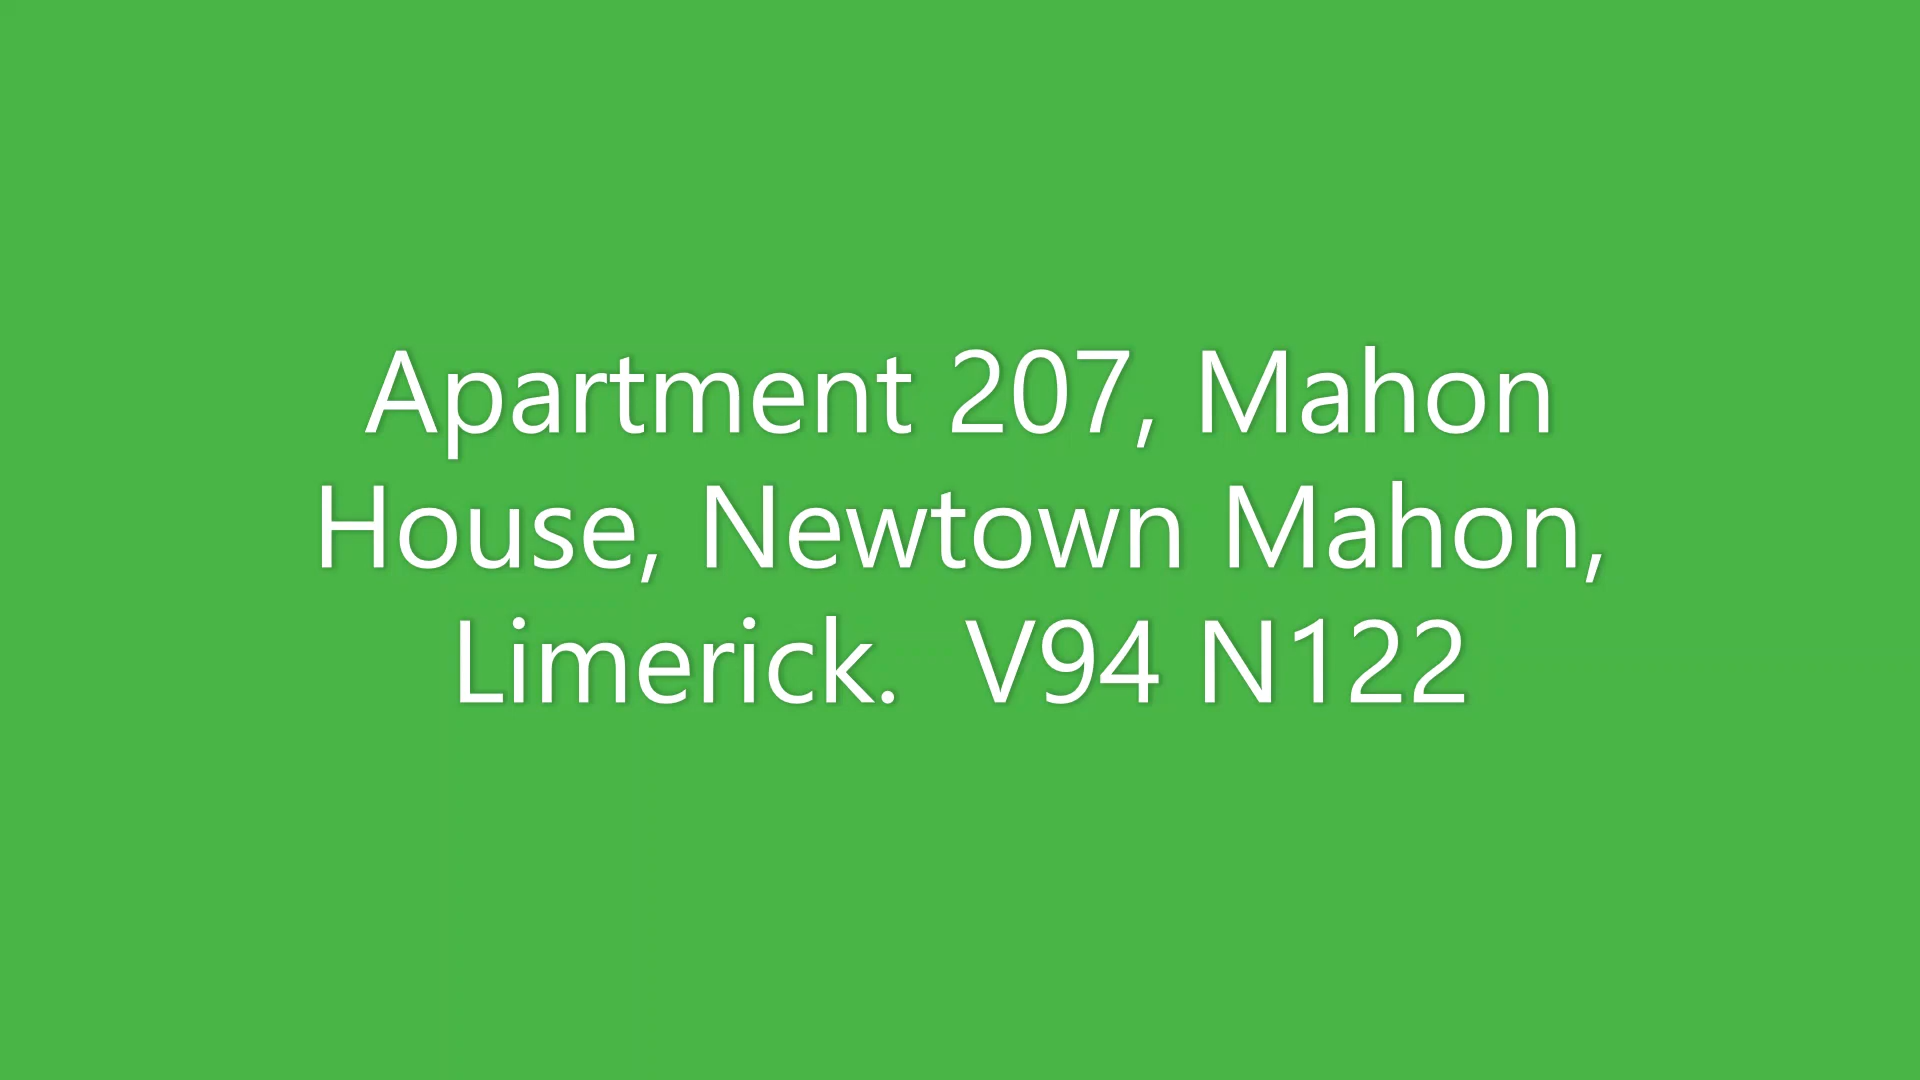 Apartment 207, Mahon
House, Newtown Mahon,
Limerick.  V94 N122